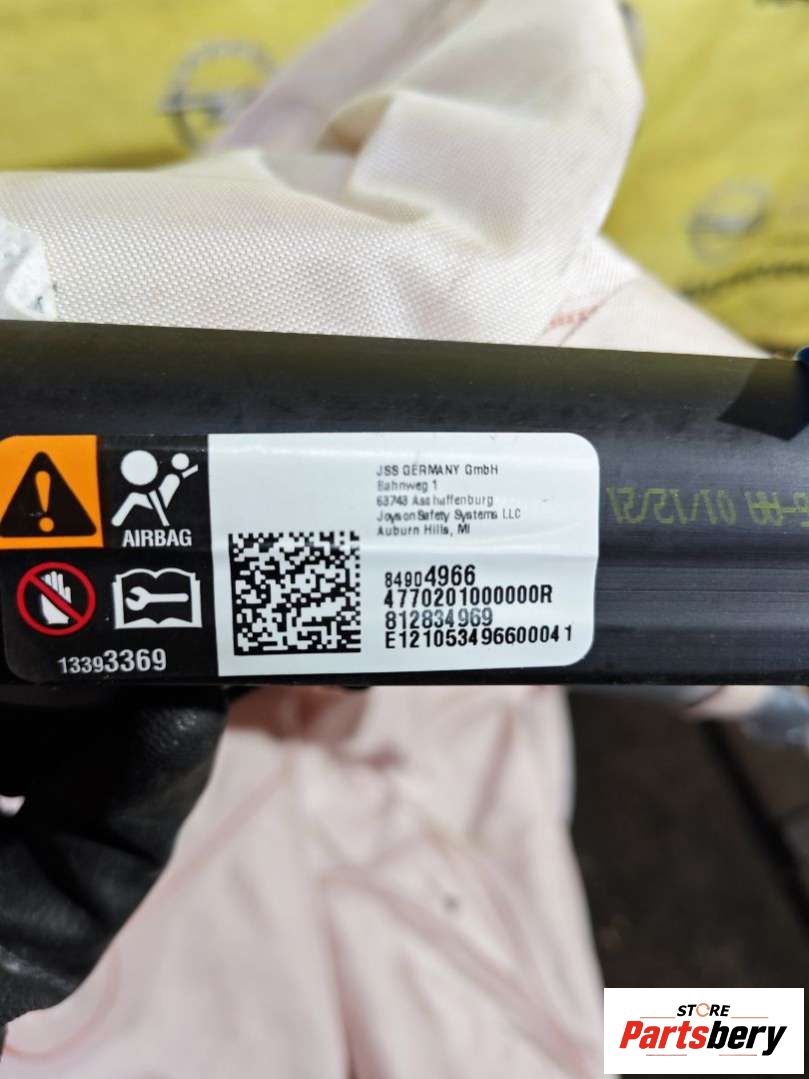 JSS GERMANY GmbH
Bahnweg 1
63743 Aschaffenburg
Joyson Safety Systems LLC
Auburn Hills, MI
AIRBAG
84904966
4770201000000R
812834969
E12105349660041
13393369
STORE
Partsbery